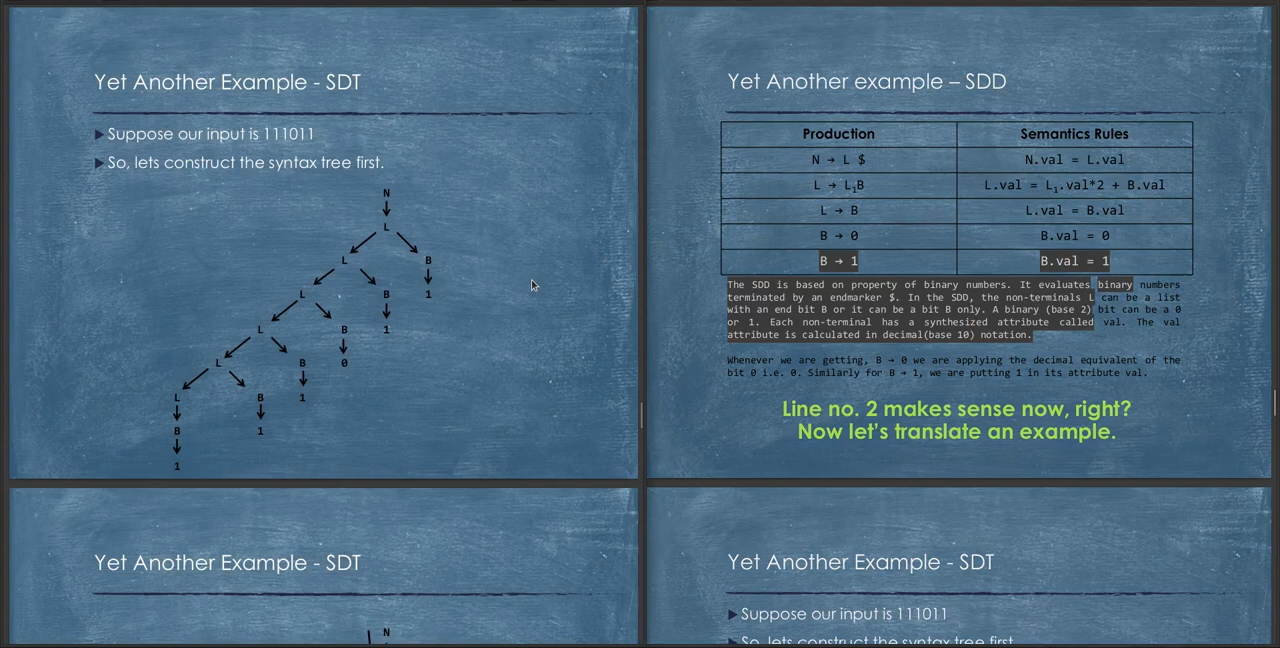 Yet Another Example - SDT
Suppose our input is 111011
So, lets construct the syntax tree first.
N
L
L B
L B 1
L B 1
L B 0
L B 1
B 1
1
Yet Another example – SDD
Production Semantics Rules
N → L $ N.val = L.val
L → L₁B L.val = L₁.val*2 + B.val
L → B L.val = B.val
B → 0 B.val = 0
B → 1 B.val = 1
The SDD is based on property of binary numbers. It evaluates binary numbers
terminated by an endmarker $. In the SDD, the non-terminals L can be a list
with an end bit B or it can be a bit B only. A binary (base 2) bit can be a 0
or 1. Each non-terminal has a synthesized attribute called val. The val
attribute is calculated in decimal(base 10) notation.
Whenever we are getting, B → 0 we are applying the decimal equivalent of the
bit 0 i.e. 0. Similarly for B → 1, we are putting 1 in its attribute val.
Line no. 2 makes sense now, right?
Now let’s translate an example.
Yet Another Example - SDT
N
Yet Another Example - SDT
Suppose our input is 111011
So, lets construct the syntax tree first.